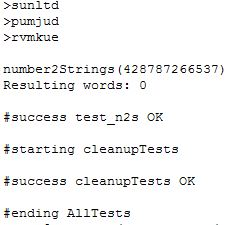 >sunltd
>pumjud
>rvmkue
number2Strings(428787266537)
Resulting words: 0
#success test_n2s OK
#starting cleanupTests
#success cleanupTests OK
#ending AllTests